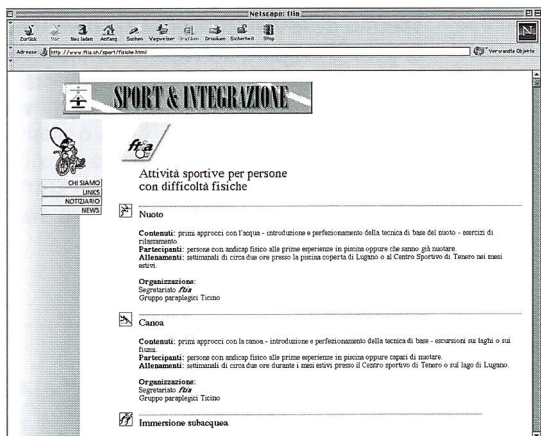 Netscape: ftia
Zurück Vor Neu laden Anfang Suchen Wegweiser Grafiken Drucken Sicherheit Stop
Adresse: http://www.ftia.ch/sport/fisiche.html Verwandte Objekte
N
SPORT & INTEGRAZIONE
ftia
CHI SIAMO
LINKS
NOTIZIARIO
NEWS
Attività sportive per persone
con difficoltà fisiche
Nuoto
Contenuti: primi approcci con l'acqua - introduzione e perfezionamento della tecnica di base del nuoto - esercizi di
rilassamento.
Partecipanti: persone con andicap fisico alle prime esperienze in piscina oppure che sanno già nuotare.
Allenamenti: settimanali di circa due ore presso la piscina coperta di Lugano o al Centro Sportivo di Tenero nei mesi
estivi.
Organizzazione:
Segretariato ftia
Gruppo paraplegici Ticino
Canoa
Contenuti: primi approcci con la canoa - introduzione e perfezionamento della tecnica di base - escursioni sui laghi o sui
fiumi.
Partecipanti: persone con andicap fisico alle prime esperienze in piscina oppure capaci di nuotare.
Allenamenti: settimanali di circa due ore durante i mesi estivi presso il Centro sportivo di Tenero o sul lago di Lugano.
Organizzazione:
Segretariato ftia
Gruppo paraplegici Ticino
Immersione subacquea